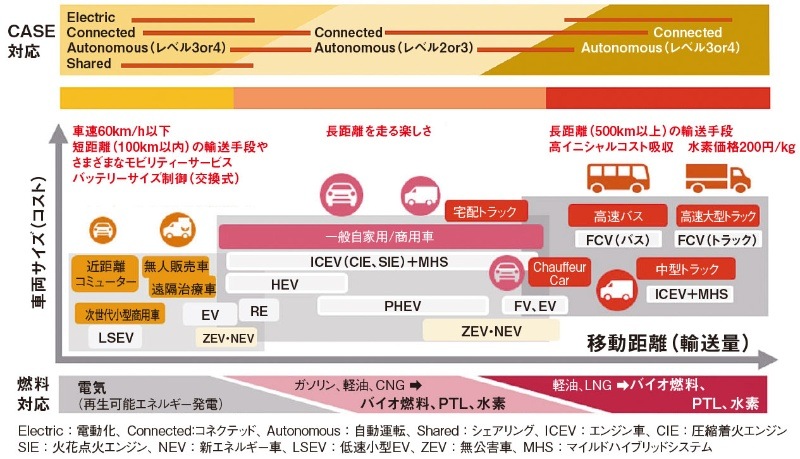 CASE
対応
Electric
Connected
Connected
Connected
Autonomous（レベル3or4）
Autonomous（レベル2or3）
Autonomous（レベル3or4）
Shared
車速60km/h以下
短距離（100km以内）の輸送手段や
さまざまなモビリティーサービス
バッテリーサイズ制御（交換式）
長距離を走る楽しさ
長距離（500km以上）の輸送手段
高イニシャルコスト吸収　水素価格200円/kg
車両サイズ（コスト）
宅配トラック
一般自家用/商用車
高速バス
高速大型トラック
FCV（バス）
FCV（トラック）
近距離
コミューター
無人販売車
遠隔治療車
ICEV（CIE、SIE）＋MHS
HEV
Chauffeur
Car
中型トラック
ICEV＋MHS
次世代小型商用車
EV
RE
PHEV
FV、EV
LSEV
ZEV・NEV
ZEV・NEV
移動距離（輸送量）
燃料
対応
電気
（再生可能エネルギー発電）
ガソリン、軽油、CNG ➡
バイオ燃料、PTL、水素
軽油、LNG ➡バイオ燃料、
PTL、水素
Electric：電動化、Connected：コネクテッド、Autonomous：自動運転、Shared：シェアリング、ICEV：エンジン車、CIE：圧縮着火エンジン
SIE：火花点火エンジン、NEV：新エネルギー車、LSEV：低速小型EV、ZEV：無公害車、MHS：マイルドハイブリッドシステム